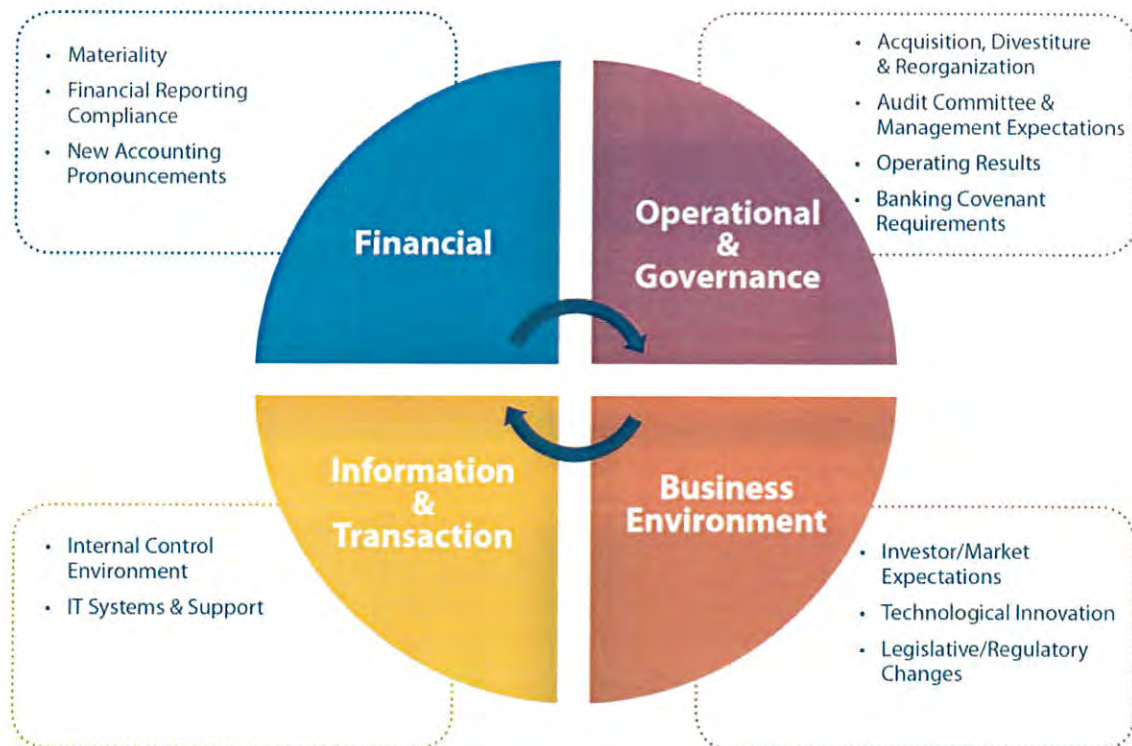 • Materiality
• Financial Reporting
Compliance
• New Accounting
Pronouncements
Financial
• Acquisition, Divestiture
& Reorganization
• Audit Committee &
Management Expectations
• Operating Results
• Banking Covenant
Requirements
Operational
&
Governance
Information
&
Transaction
• Internal Control
Environment
• IT Systems & Support
Business
Environment
• Investor/Market
Expectations
• Technological Innovation
• Legislative/Regulatory
Changes